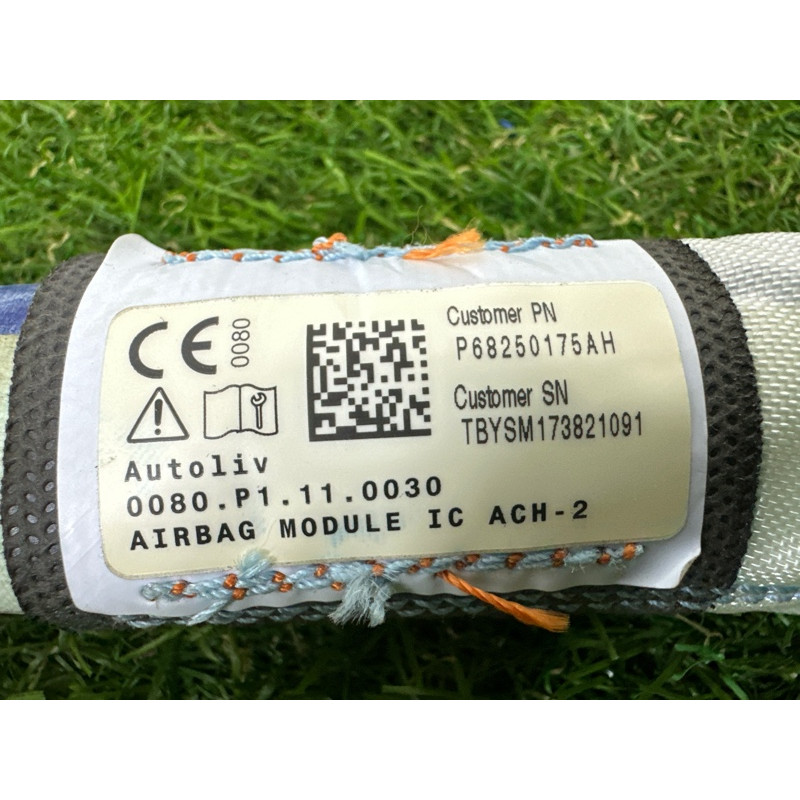 CE 0080
Customer PN
P68250175AH
Customer SN
TBYSM173821091
Autoliv
0080.P1.11.0030
AIRBAG MODULE IC ACH-2